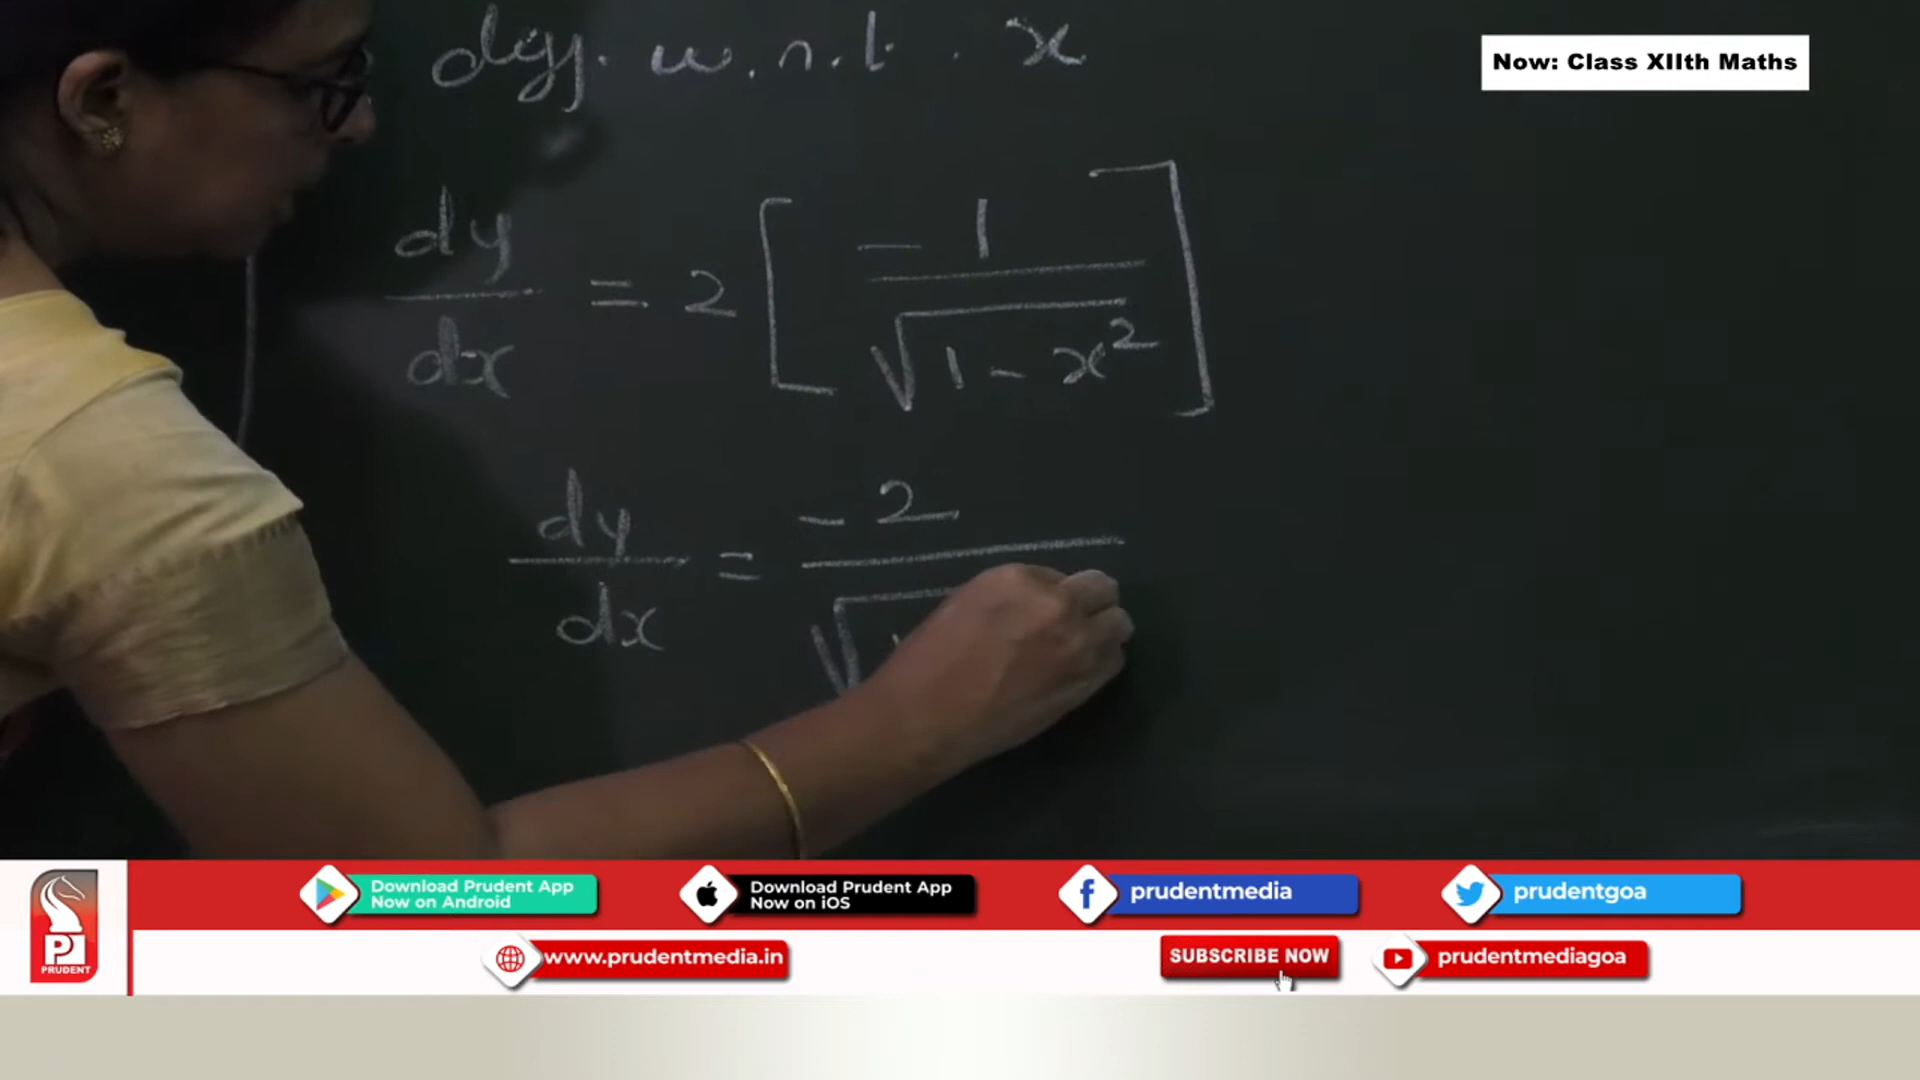 diff. w.r.t. x
Now: Class XIIth Maths
dy/dx = 2 [ -1/√(1-x²) ]
dy/dx = -2/√
Download Prudent App
Now on Android
Download Prudent App
Now on iOS
prudentmedia
prudentgoa
PRUDENT
www.prudentmedia.in
SUBSCRIBE NOW
prudentmediagoa